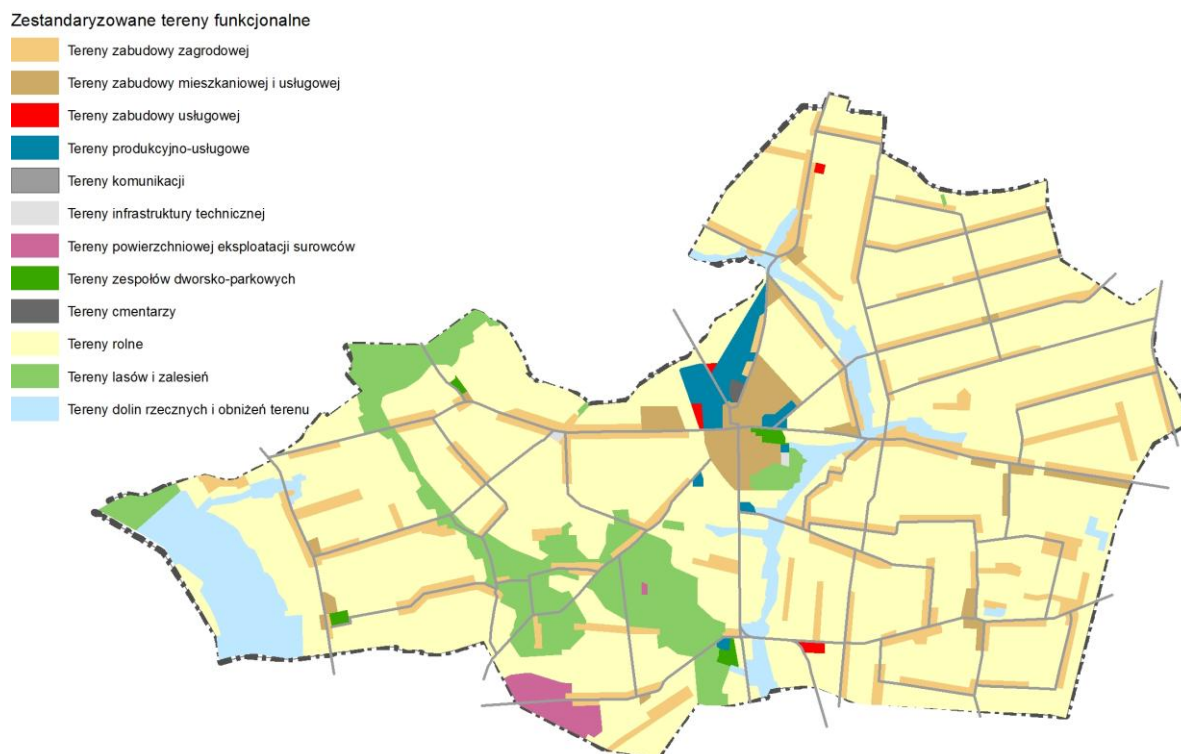 Zestandaryzowane tereny funkcjonalne
Tereny zabudowy zagrodowej
Tereny zabudowy mieszkaniowej i usługowej
Tereny zabudowy usługowej
Tereny produkcyjno-usługowe
Tereny komunikacji
Tereny infrastruktury technicznej
Tereny powierzchniowej eksploatacji surowców
Tereny zespołów dworsko-parkowych
Tereny cmentarzy
Tereny rolne
Tereny lasów i zalesień
Tereny dolin rzecznych i obniżeń terenu